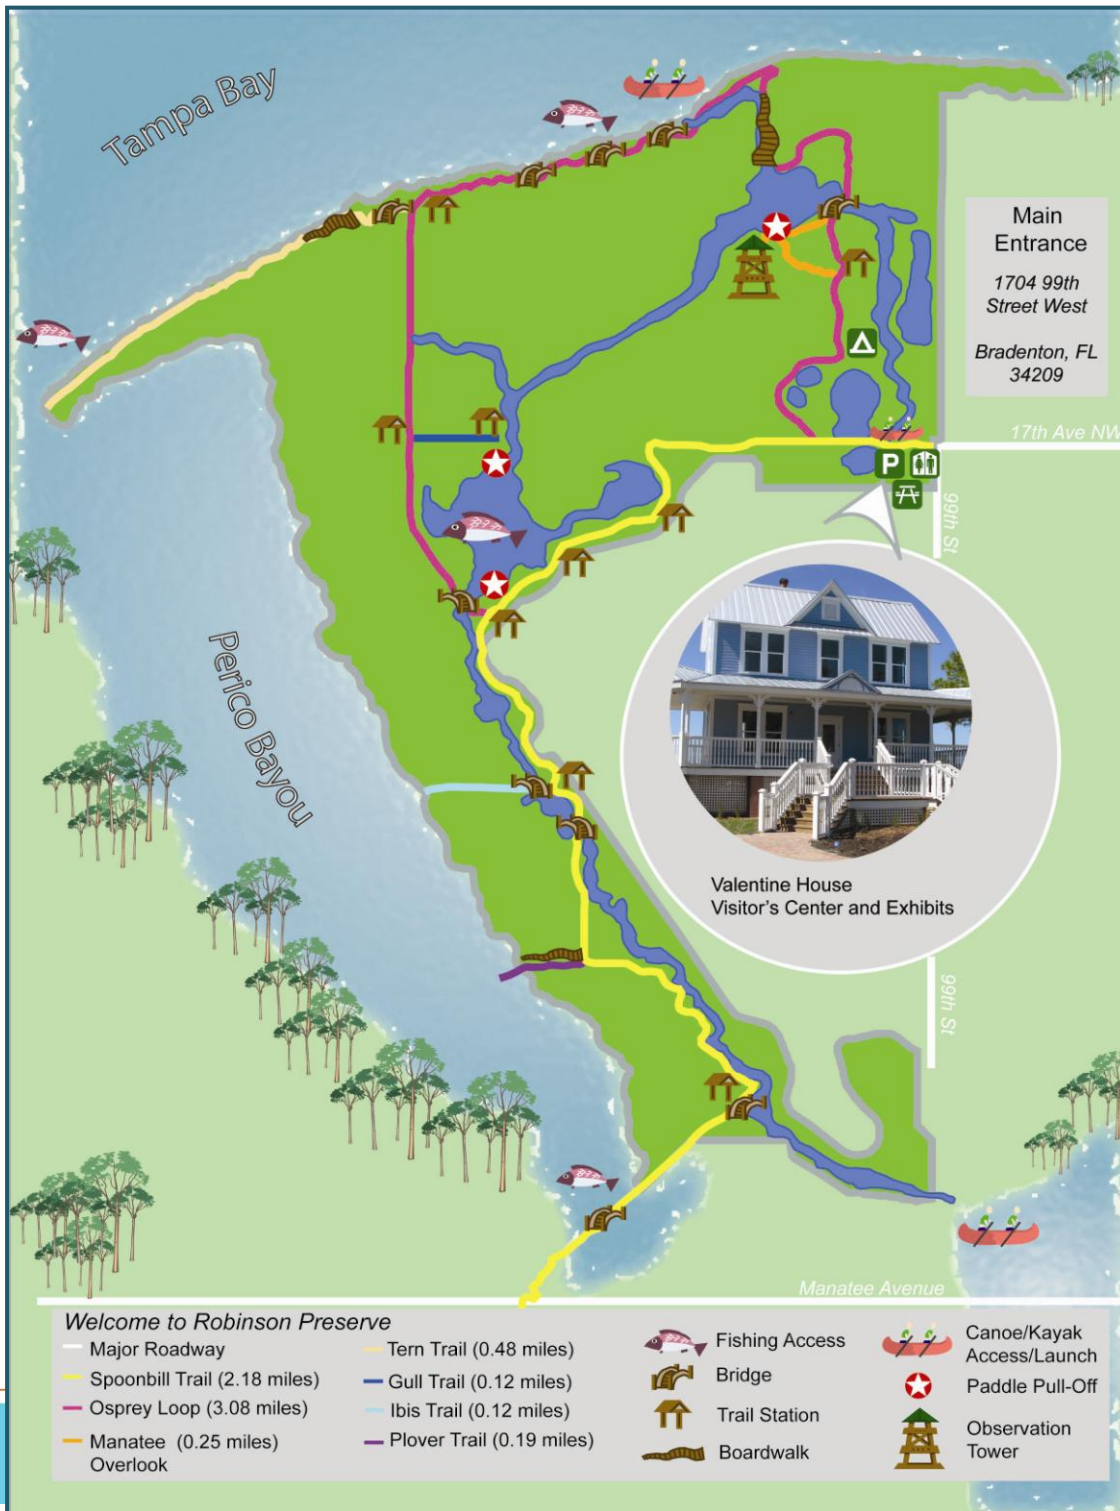 Tampa Bay
Main
Entrance
1704 99th
Street West
Bradenton, FL
34209
17th Ave NW
P
99th St
Perico Bayou
Valentine House
Visitor's Center and Exhibits
99th St
Manatee Avenue
Welcome to Robinson Preserve
Major Roadway
Spoonbill Trail (2.18 miles)
Osprey Loop (3.08 miles)
Manatee (0.25 miles)
Overlook
Tern Trail (0.48 miles)
Gull Trail (0.12 miles)
Ibis Trail (0.12 miles)
Plover Trail (0.19 miles)
Fishing Access
Bridge
Trail Station
Boardwalk
Canoe/Kayak
Access/Launch
Paddle Pull-Off
Observation
Tower